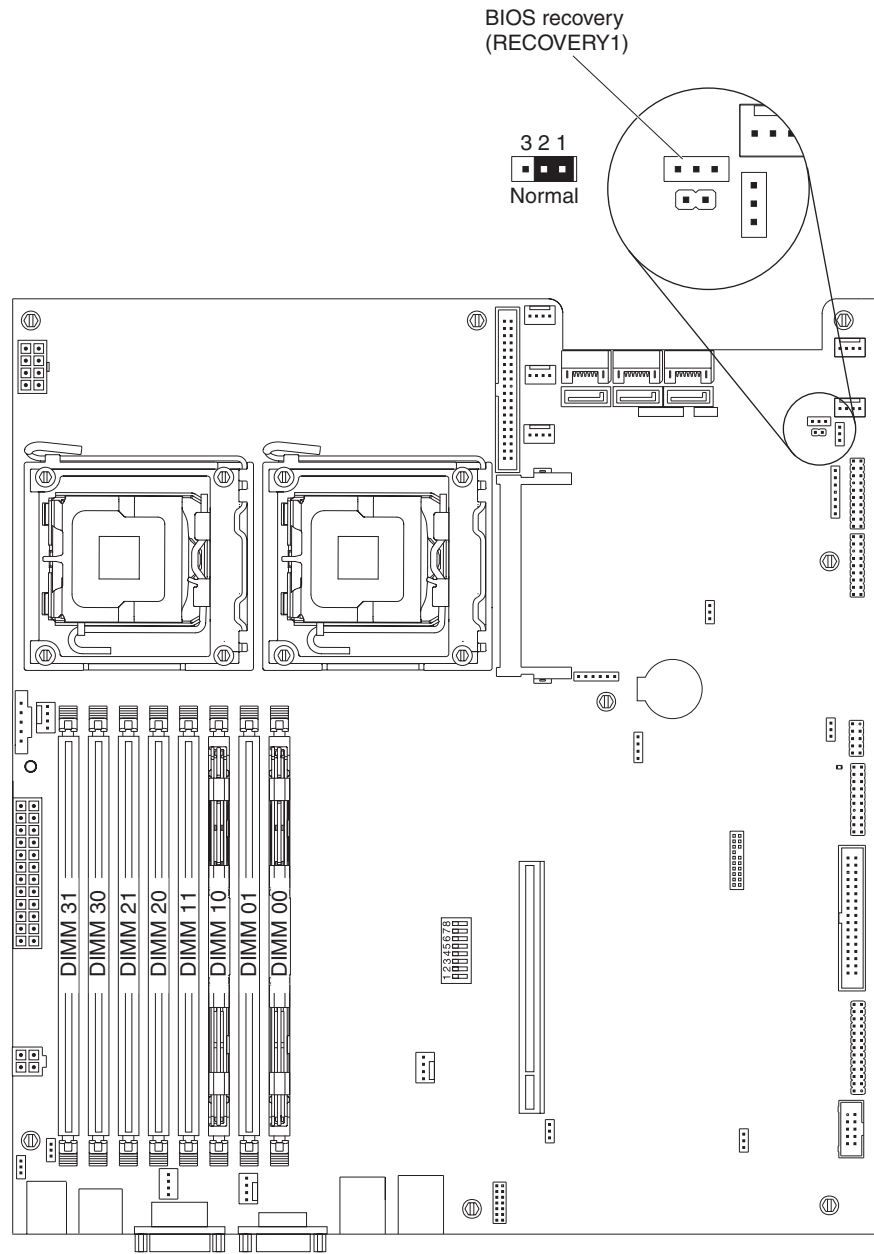 BIOS recovery
(RECOVERY1)
3 2 1
Normal
DIMM 31
DIMM 30
DIMM 21
DIMM 20
DIMM 11
DIMM 10
DIMM 01
DIMM 00
12345678